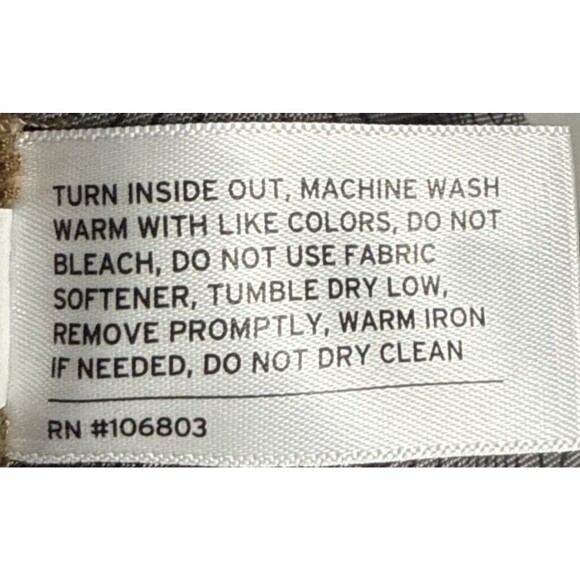 TURN INSIDE OUT, MACHINE WASH
WARM WITH LIKE COLORS, DO NOT
BLEACH, DO NOT USE FABRIC
SOFTENER, TUMBLE DRY LOW,
REMOVE PROMPTLY, WARM IRON
IF NEEDED, DO NOT DRY CLEAN
RN #106803